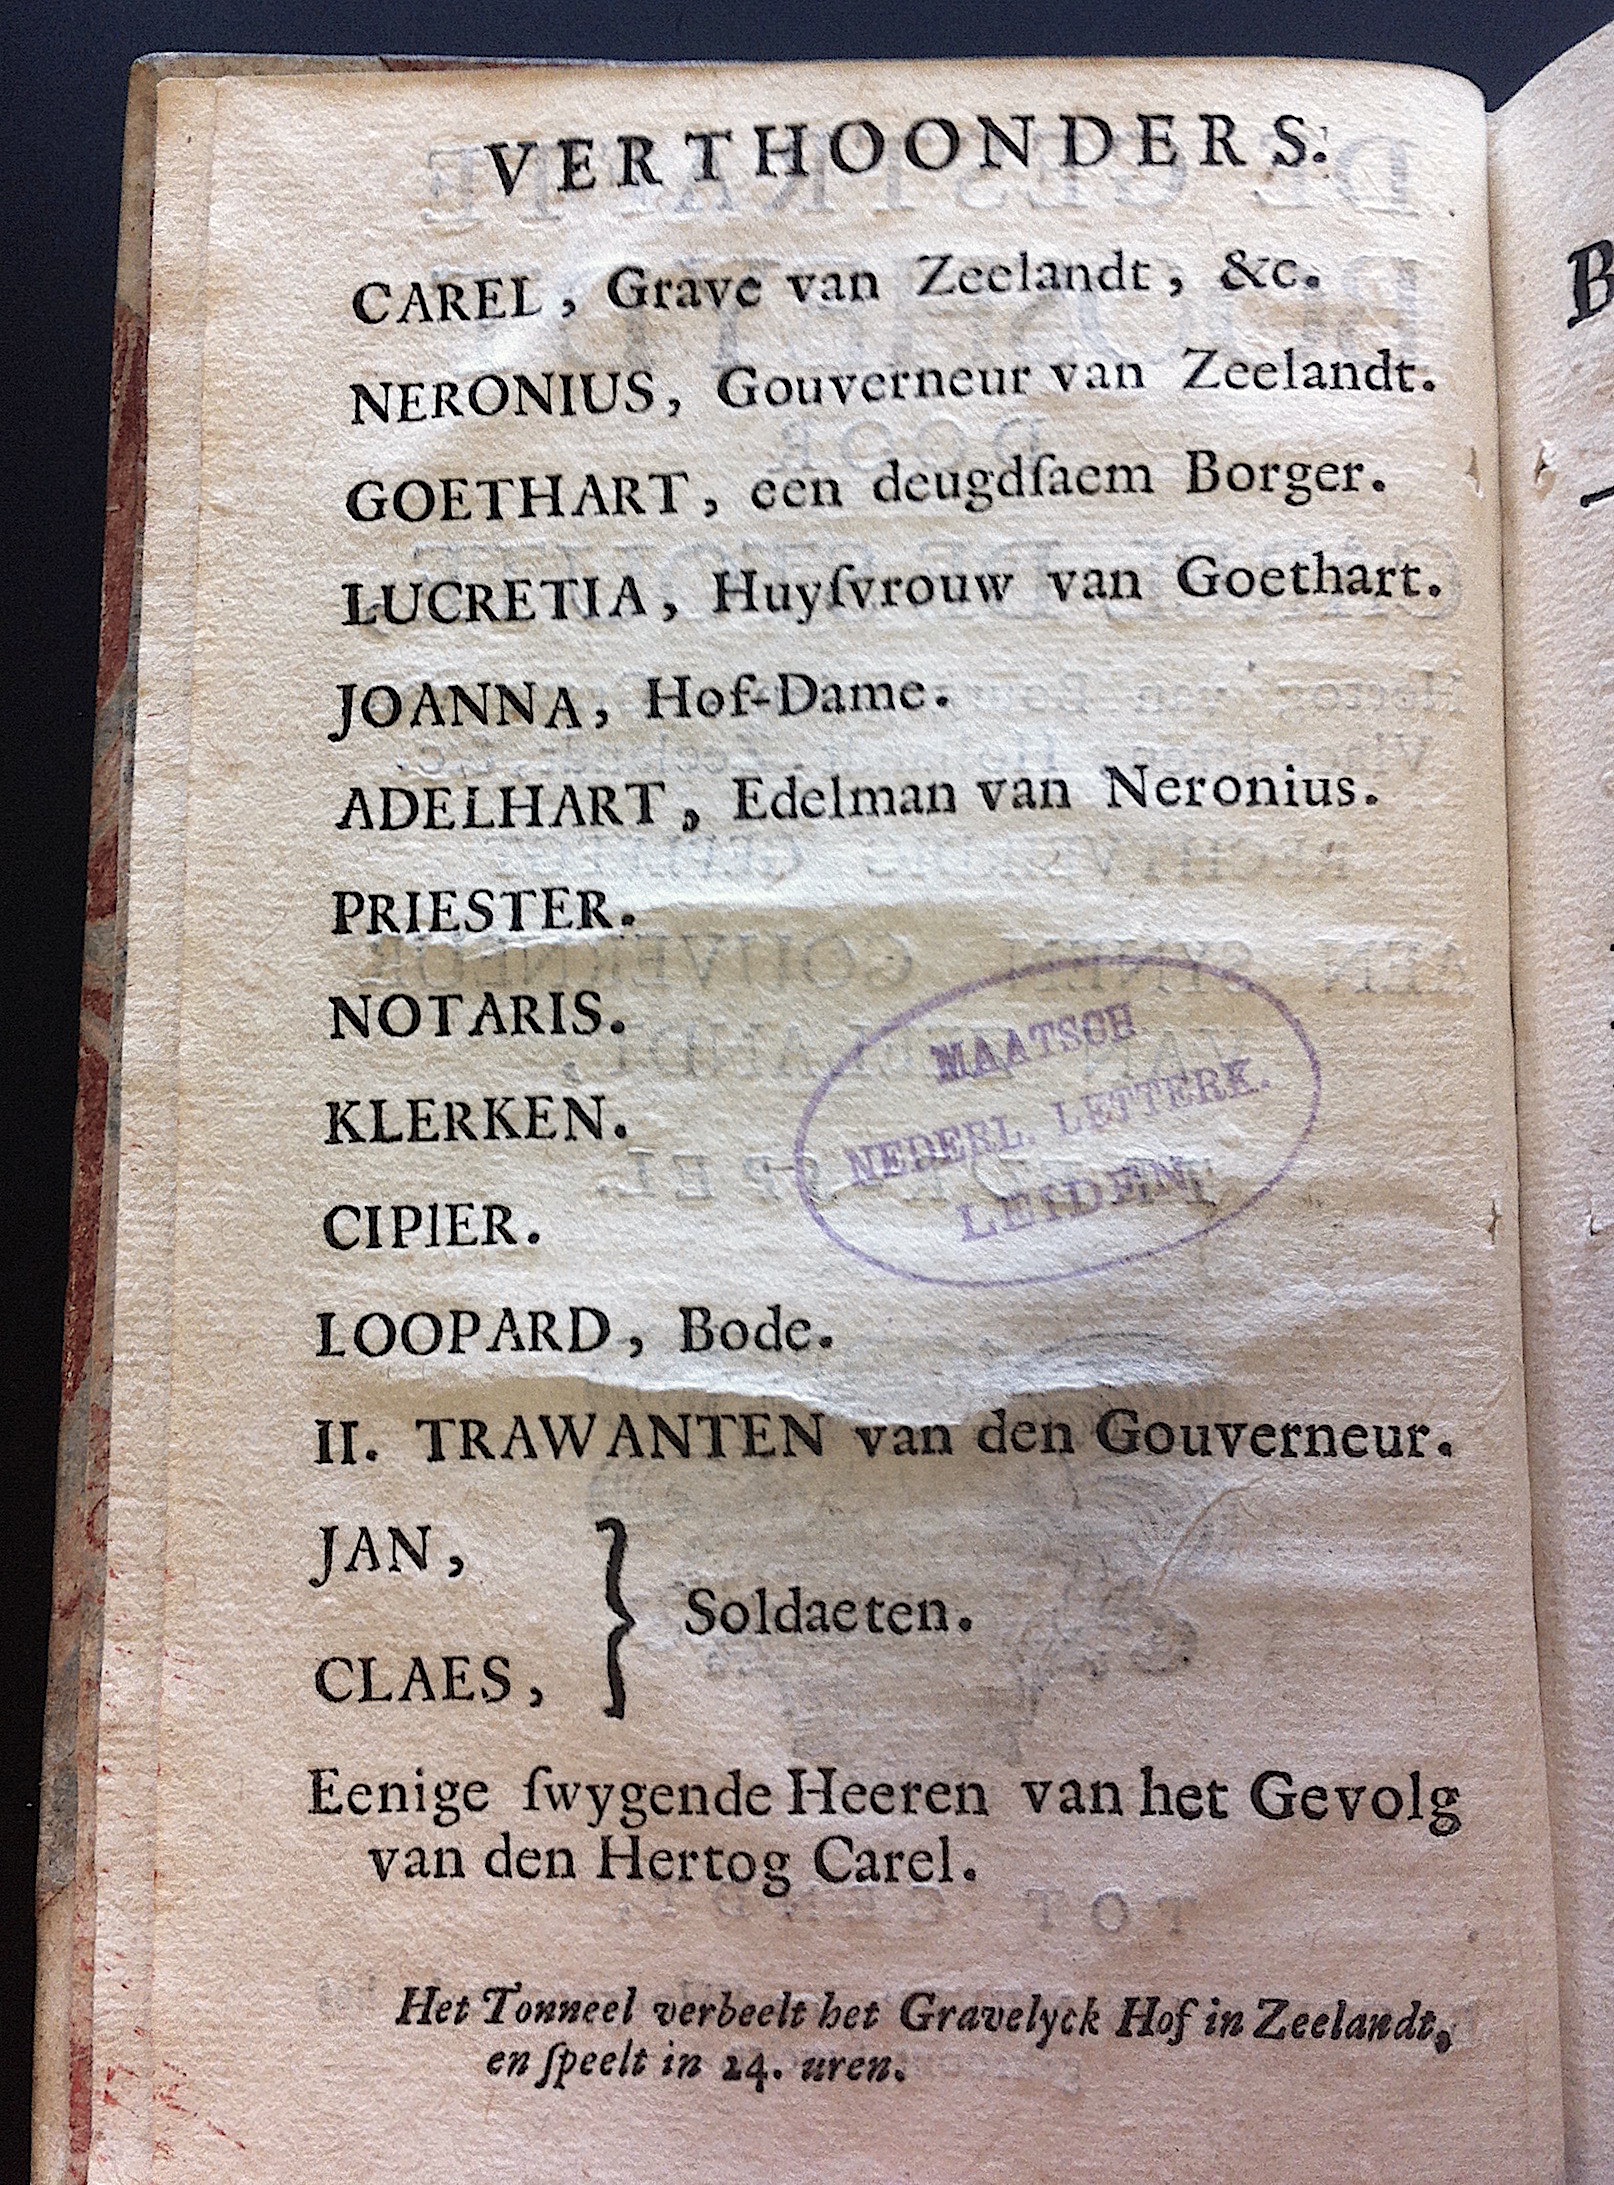 VERTHOONDERS.
CAREL, Grave van Zeelandt, &c.
NERONIUS, Gouverneur van Zeelandt.
GOETHART, een deugdſaem Borger.
LUCRETIA, Huyſvrouw van Goethart.
JOANNA, Hof-Dame.
ADELHART, Edelman van Neronius.
PRIESTER.
NOTARIS.
KLERKEN.
CIPIER.
LOOPARD, Bode.
II. TRAWANTEN van den Gouverneur.
JAN,
CLAES, } Soldaeten.
Eenige ſwygende Heeren van het Gevolg
van den Hertog Carel.
Het Tonneel verbeelt het Gravelyck Hof in Zeelandt,
en ſpeelt in 24. uren.
MAATSCH
NEDERL. LETTERK.
LEIDEN